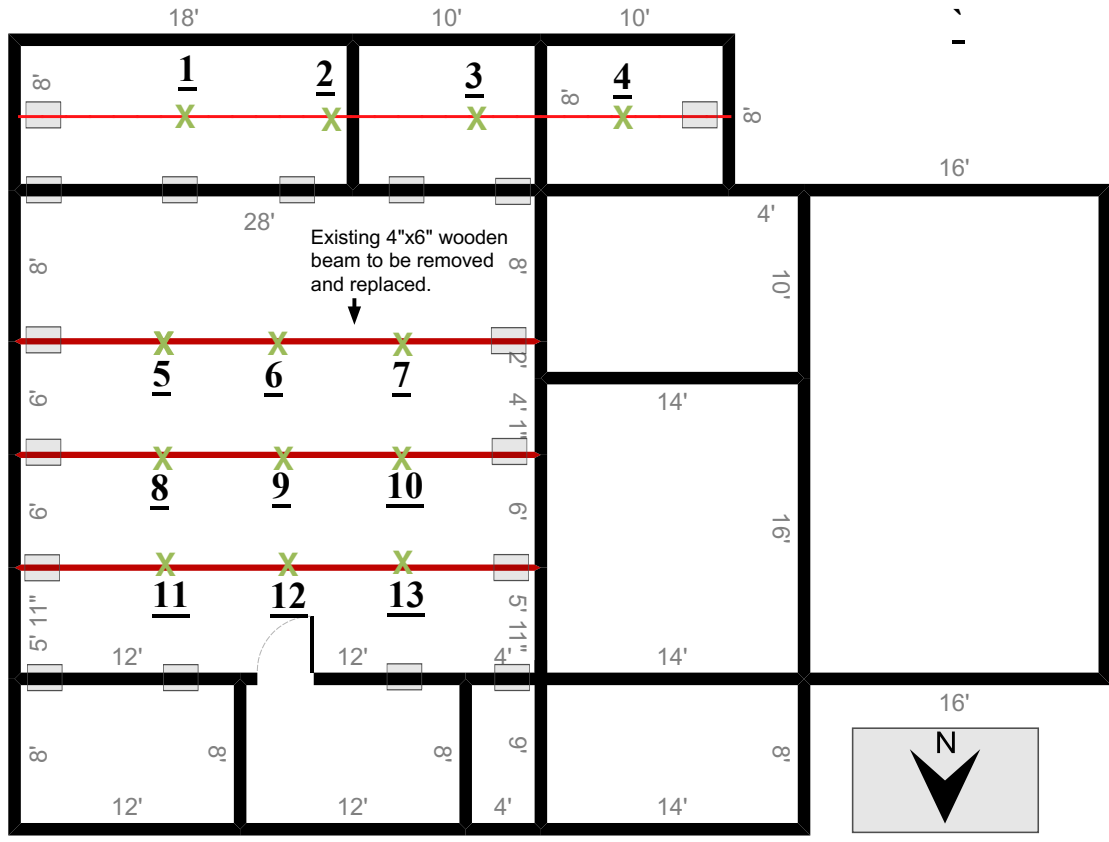 18'
10'
10'
`
8'
1
2
3
4
8'
8'
16'
28'
4'
Existing 4"x6" wooden
beam to be removed
and replaced.
8'
8'
10'
X
X
X
X
X
X
X
2'
5
6
7
6'
4' 1"
14'
X
X
X
8
9
10
6'
6'
16'
X
X
X
11
12
13
5' 11"
5' 11"
12'
12'
4'
14'
16'
N
8'
8'
8'
9'
8'
12'
12'
4'
14'